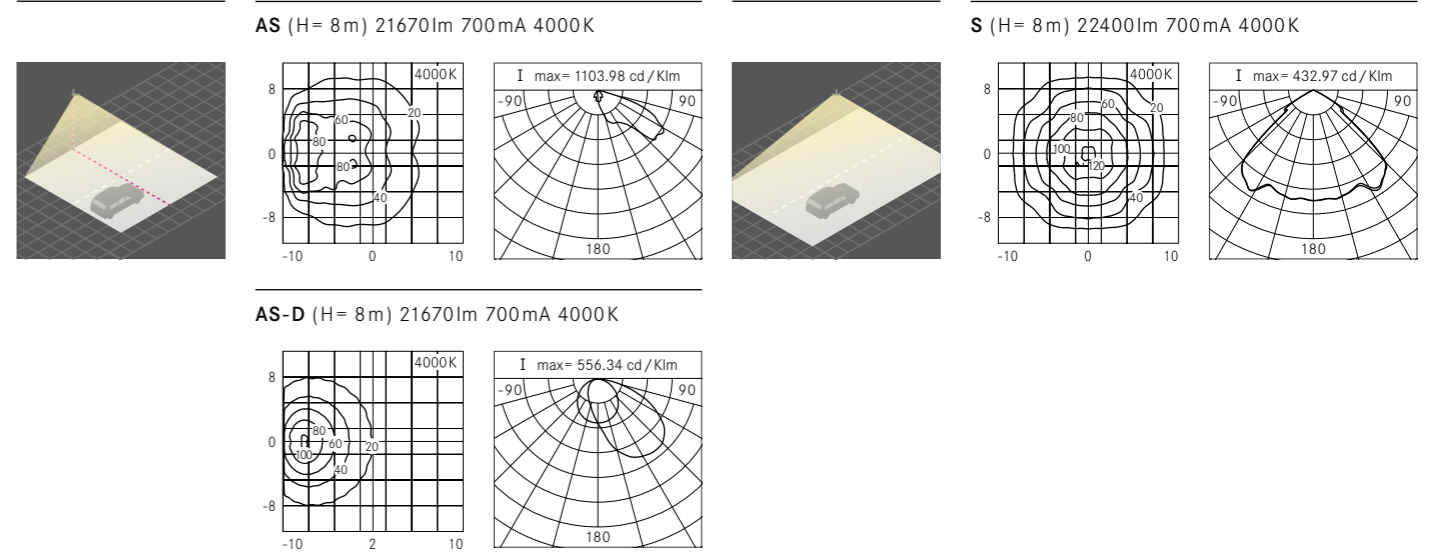 AS (H= 8m) 21670lm 700mA 4000K
4000K
8
20
60
80
0
80
40
-8
-10 0 10
I max= 1103.98 cd/Klm
-90 90
180
S (H= 8m) 22400lm 700mA 4000K
4000K
8
60 20
80
100
0
120
40
-8
-10 0 10
I max= 432.97 cd/Klm
-90 90
180
AS-D (H= 8m) 21670lm 700mA 4000K
4000K
8
80
0 60 20
100
40
-8
-10 2 10
I max= 556.34 cd/Klm
-90 90
180